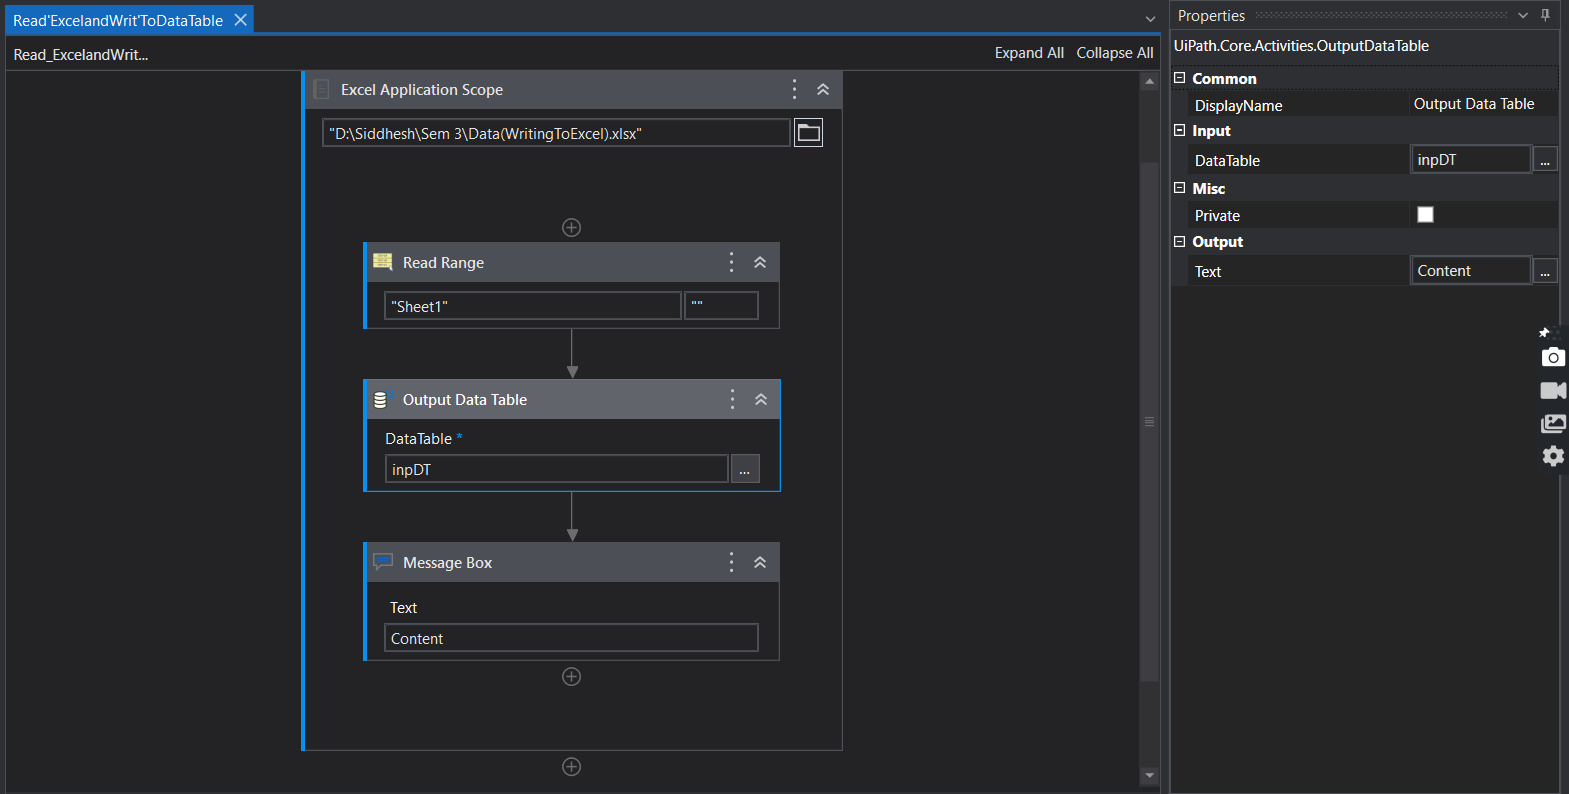 Read'ExcelandWrit'ToDataTable
Read_ExcelandWrit...
Expand All Collapse All
Excel Application Scope
"D:\Siddhesh\Sem 3\Data(WritingToExcel).xlsx"
Read Range
"Sheet1" ""
Output Data Table
DataTable *
inpDT ...
Message Box
Text
Content
Properties
UiPath.Core.Activities.OutputDataTable
Common
DisplayName Output Data Table
Input
DataTable inpDT ...
Misc
Private
Output
Text Content ...